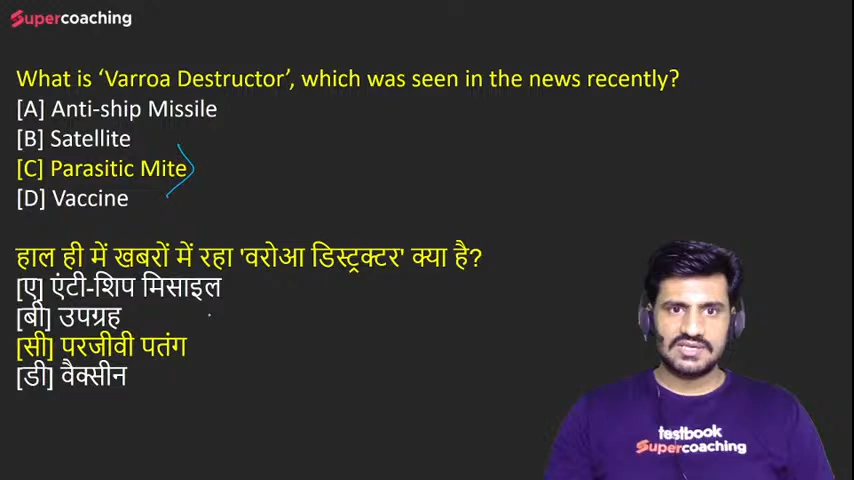 Supercoaching
What is ‘Varroa Destructor’, which was seen in the news recently?
[A] Anti-ship Missile
[B] Satellite
[C] Parasitic Mite
[D] Vaccine
हाल ही में खबरों में रहा 'वरोआ डिस्ट्रक्टर' क्या है?
[ए] एंटी-शिप मिसाइल
[बी] उपग्रह
[सी] परजीवी पतंग
[डी] वैक्सीन
testbook
Supercoaching